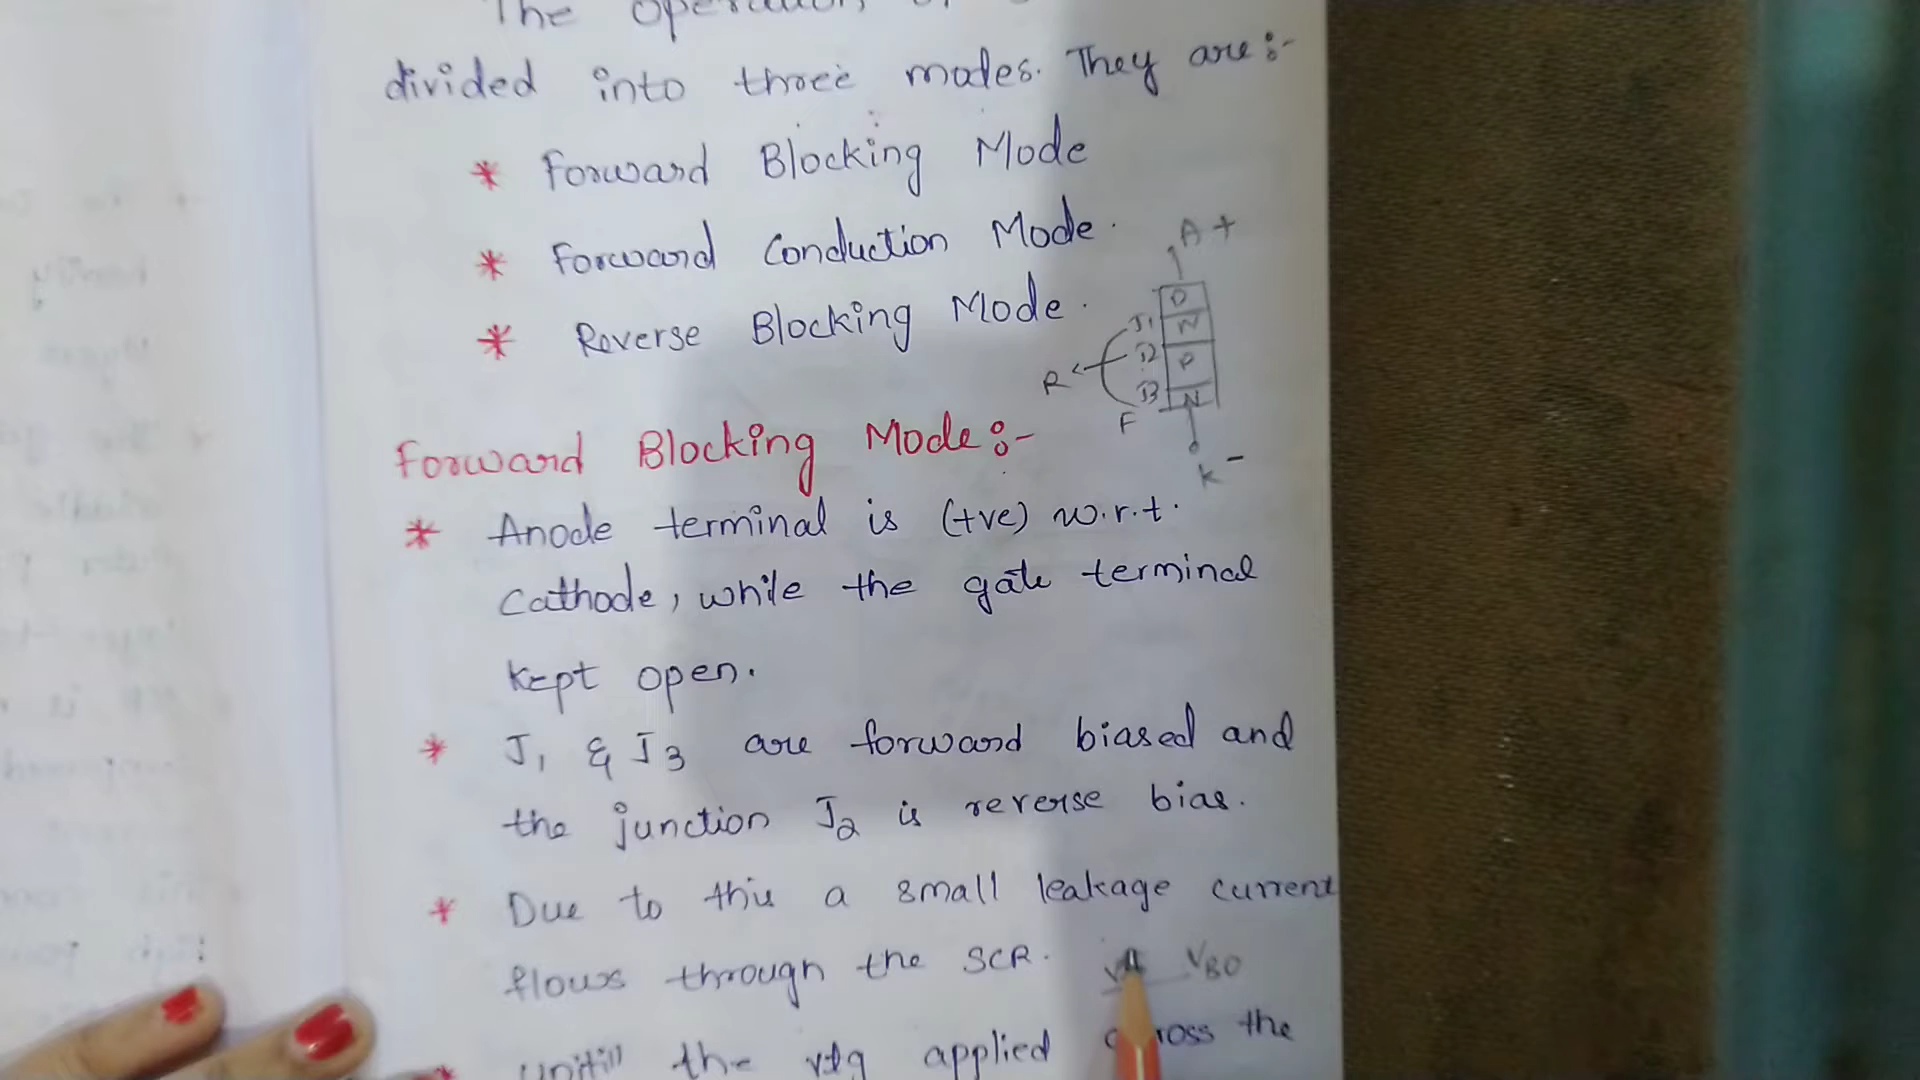 The operation
divided into three modes. They are:-
* Forward Blocking Mode
* Forward Conduction Mode.
* Reverse Blocking Mode.
A +
P
J1 N
J2 P
R
J3 N
F
K -
Forward Blocking Mode:-
* Anode terminal is (+ve) w.r.t.
Cathode, while the gate terminal
kept open.
* J1 & J3 are forward biased and
the junction J2 is reverse bias.
* Due to this a small leakage current
flows through the SCR.
VBO
* Unitill the vtg applied across the